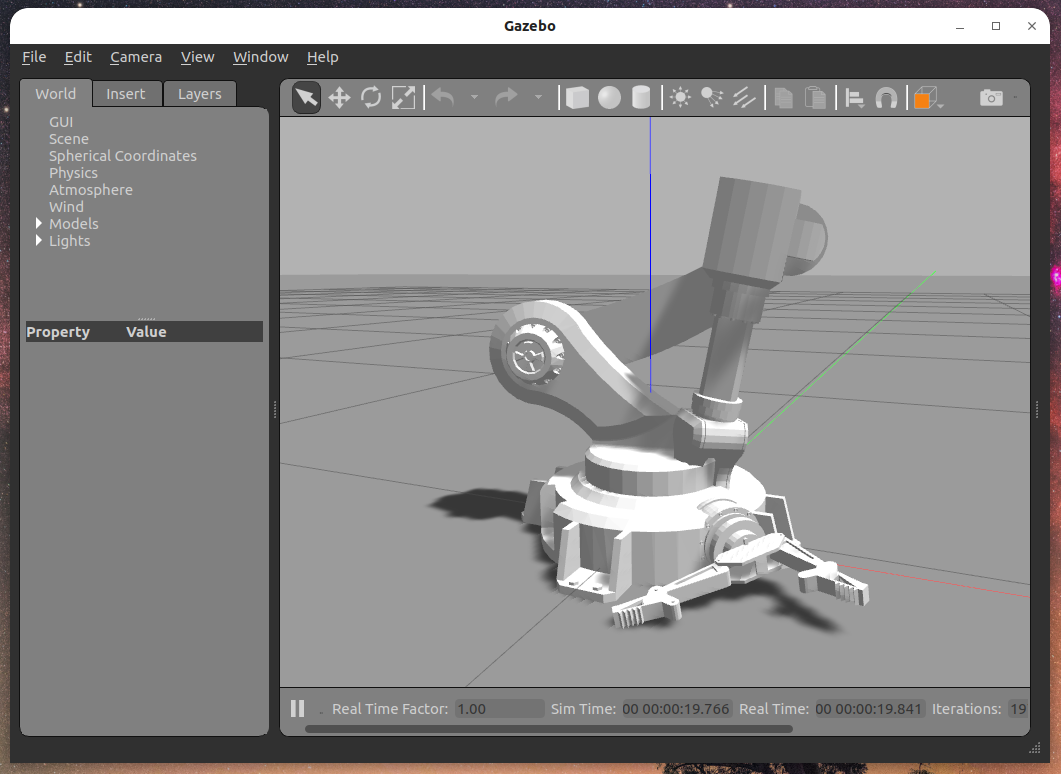 Gazebo
File Edit Camera View Window Help
World Insert Layers
GUI
Scene
Spherical Coordinates
Physics
Atmosphere
Wind
Models
Lights
Property Value
Real Time Factor: 1.00 Sim Time: 00 00:00:19.766 Real Time: 00 00:00:19.841 Iterations: 19